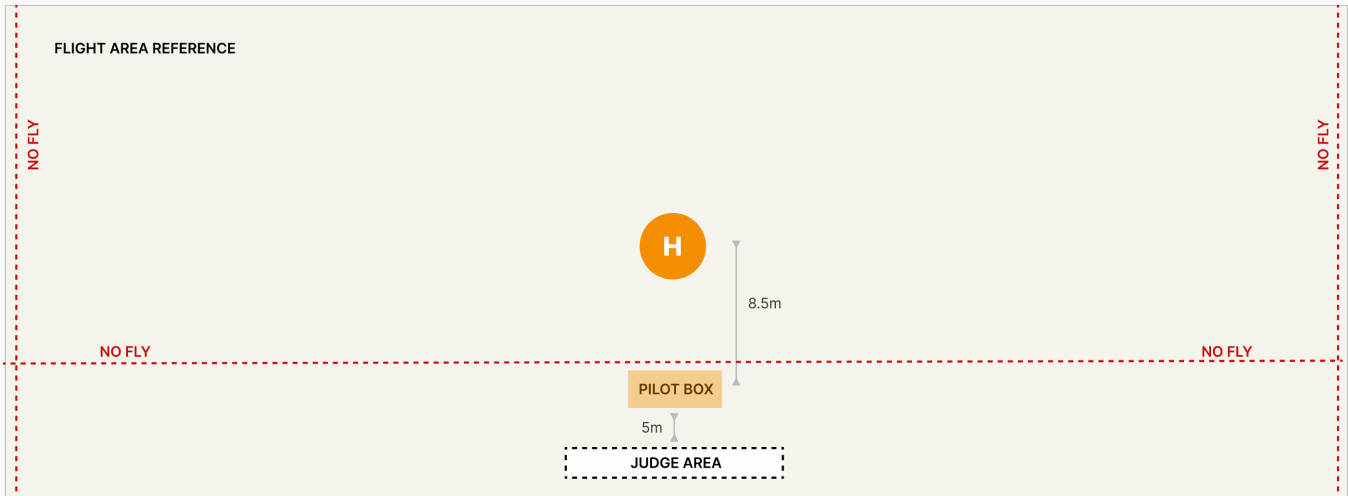 FLIGHT AREA REFERENCE
NO FLY
NO FLY
H
8.5m
NO FLY
NO FLY
PILOT BOX
5m
JUDGE AREA